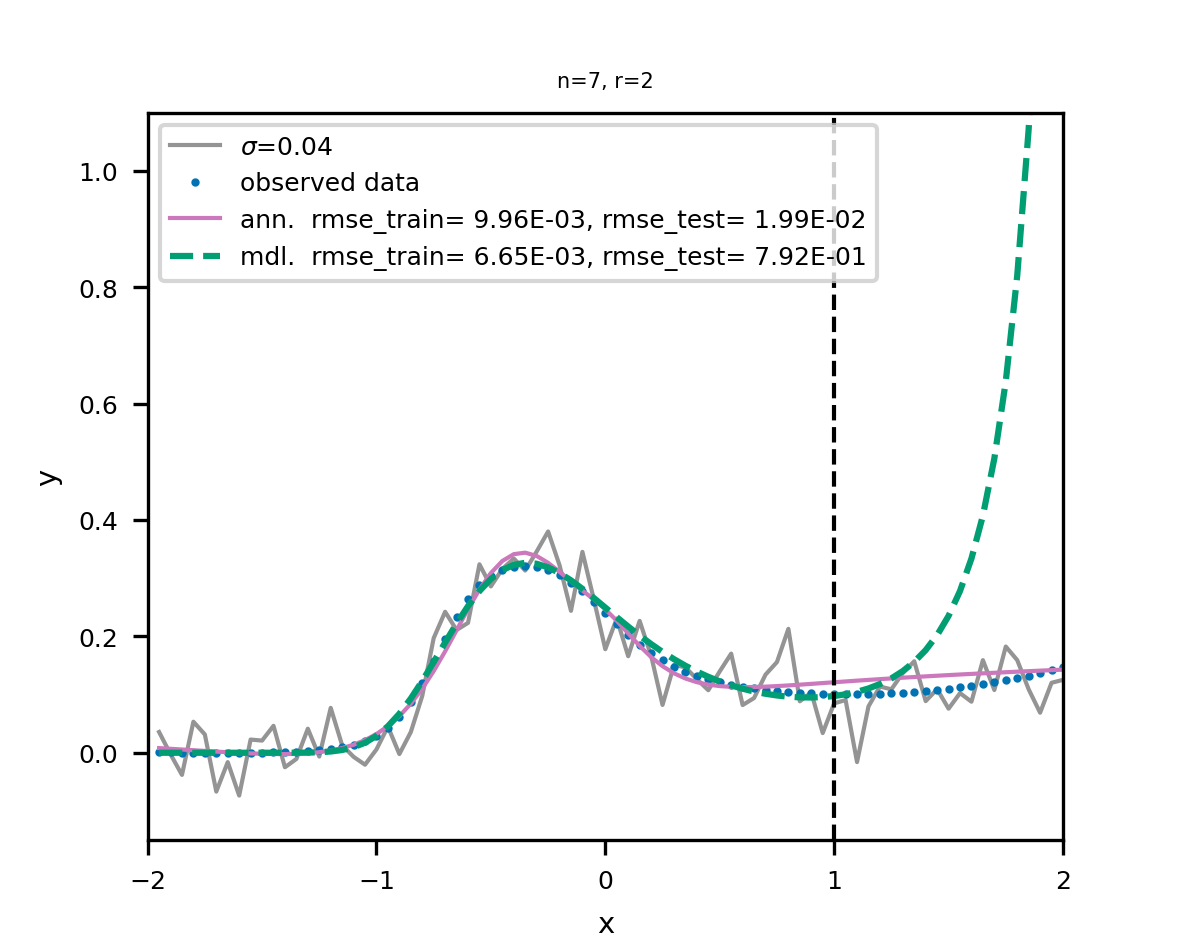 n=7, r=2
σ=0.04
observed data
ann.  rmse_train= 9.96E-03, rmse_test= 1.99E-02
mdl.  rmse_train= 6.65E-03, rmse_test= 7.92E-01
1.0
0.8
0.6
0.4
0.2
0.0
y
−2
−1
0
1
2
x